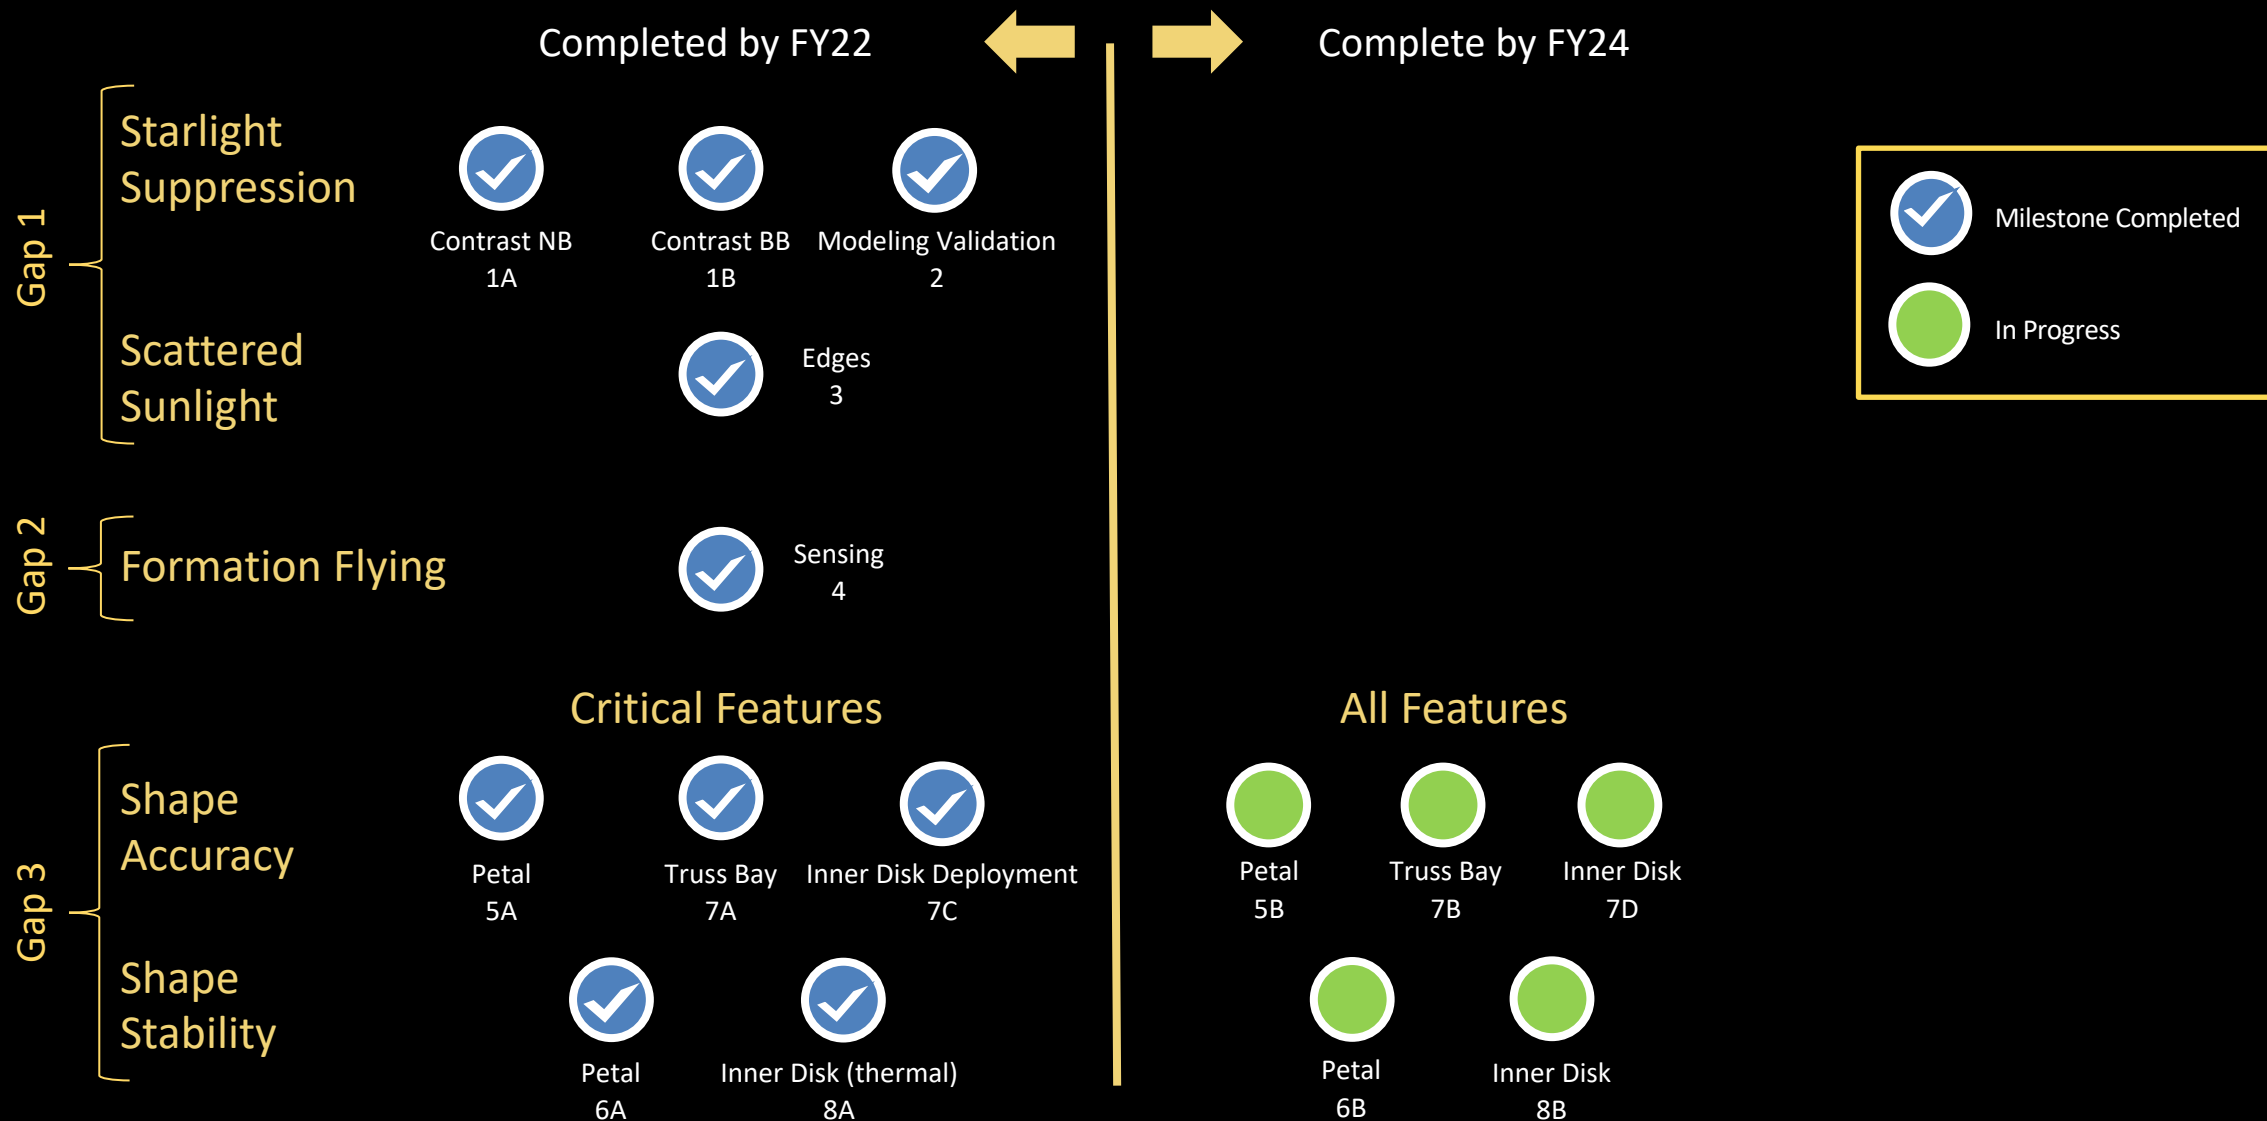 Completed by FY22
Complete by FY24
Gap 1
Starlight
Suppression
Contrast NB
1A
Contrast BB
1B
Modeling Validation
2
Milestone Completed
In Progress
Scattered
Sunlight
Edges
3
Gap 2
Formation Flying
Sensing
4
Critical Features
All Features
Gap 3
Shape
Accuracy
Petal
5A
Truss Bay
7A
Inner Disk Deployment
7C
Petal
5B
Truss Bay
7B
Inner Disk
7D
Shape
Stability
Petal
6A
Inner Disk (thermal)
8A
Petal
6B
Inner Disk
8B